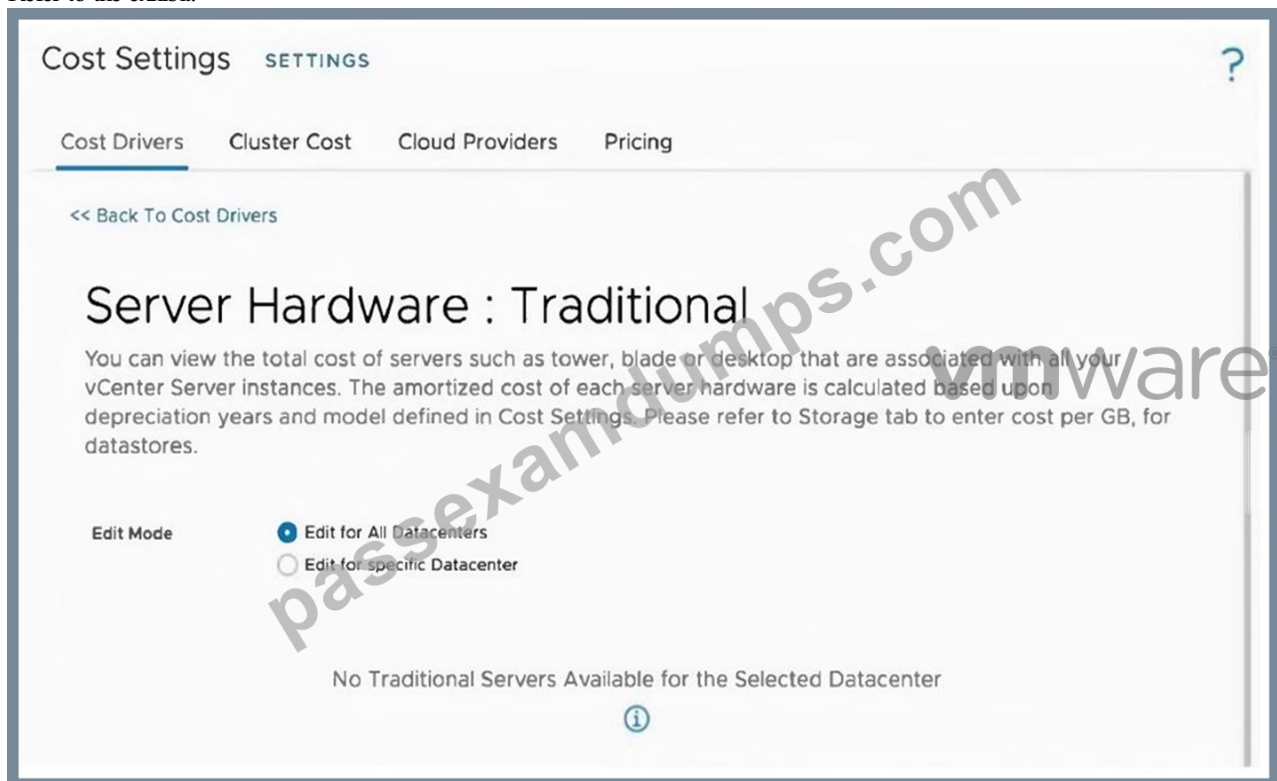 Refer to the exhibit.
Cost Settings SETTINGS
?
Cost Drivers Cluster Cost Cloud Providers Pricing
<< Back To Cost Drivers
Server Hardware : Traditional
You can view the total cost of servers such as tower, blade or desktop that are associated with all your
vCenter Server instances. The amortized cost of each server hardware is calculated based upon
depreciation years and model defined in Cost Settings. Please refer to Storage tab to enter cost per GB, for
datastores.
Edit Mode
Edit for All Datacenters
Edit for specific Datacenter
No Traditional Servers Available for the Selected Datacenter
i
passexamdumps.com
vmware